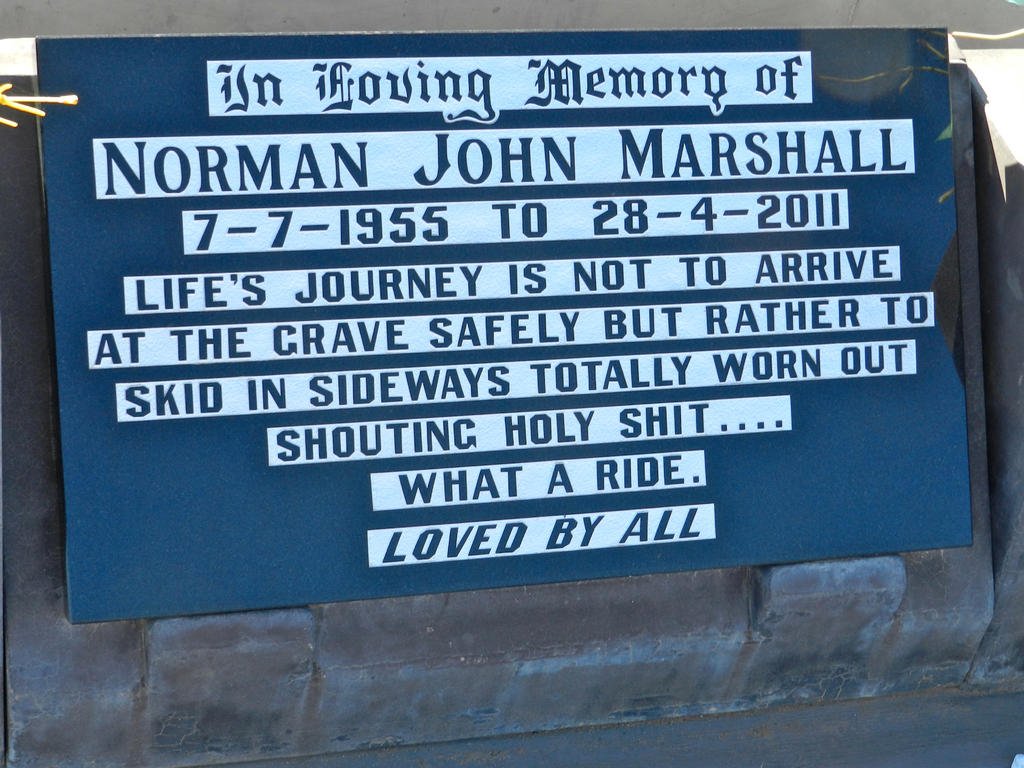 In Loving Memory of
NORMAN JOHN MARSHALL
7-7-1955 TO 28-4-2011
LIFE'S JOURNEY IS NOT TO ARRIVE
AT THE GRAVE SAFELY BUT RATHER TO
SKID IN SIDEWAYS TOTALLY WORN OUT
SHOUTING HOLY SHIT....
WHAT A RIDE.
LOVED BY ALL